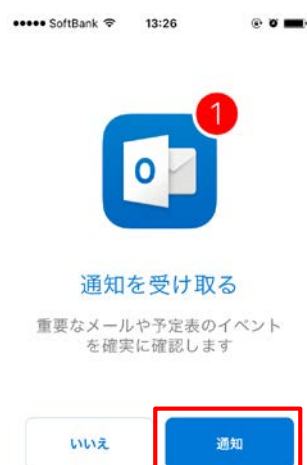 SoftBank 13:26
1
O
通知を受け取る
重要なメールや予定表のイベント
を確実に確認します
いいえ 通知